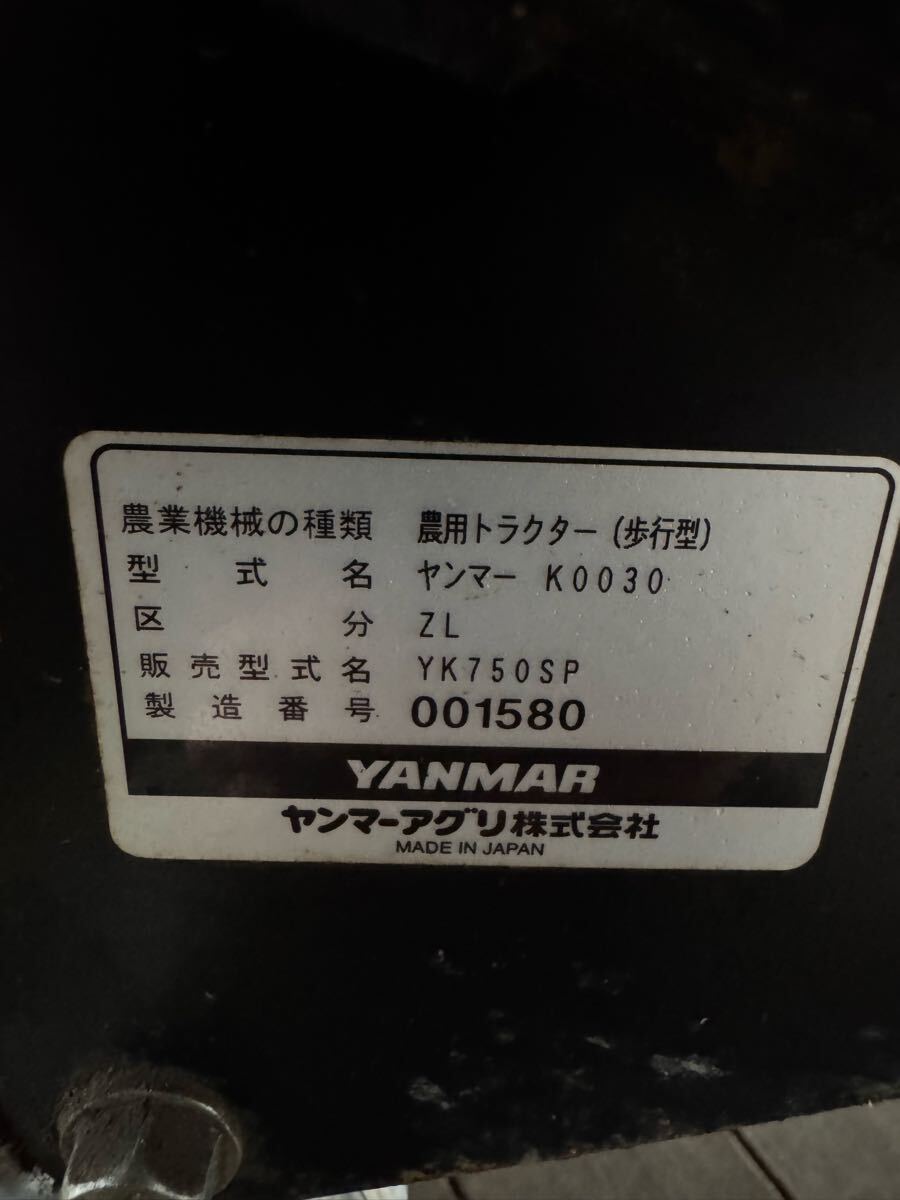 農業機械の種類 農用トラクター(歩行型)
型式名 ヤンマー K0030
区分 ZL
販売型式名 YK750SP
製造番号 001580
YANMAR
ヤンマーアグリ株式会社
MADE IN JAPAN